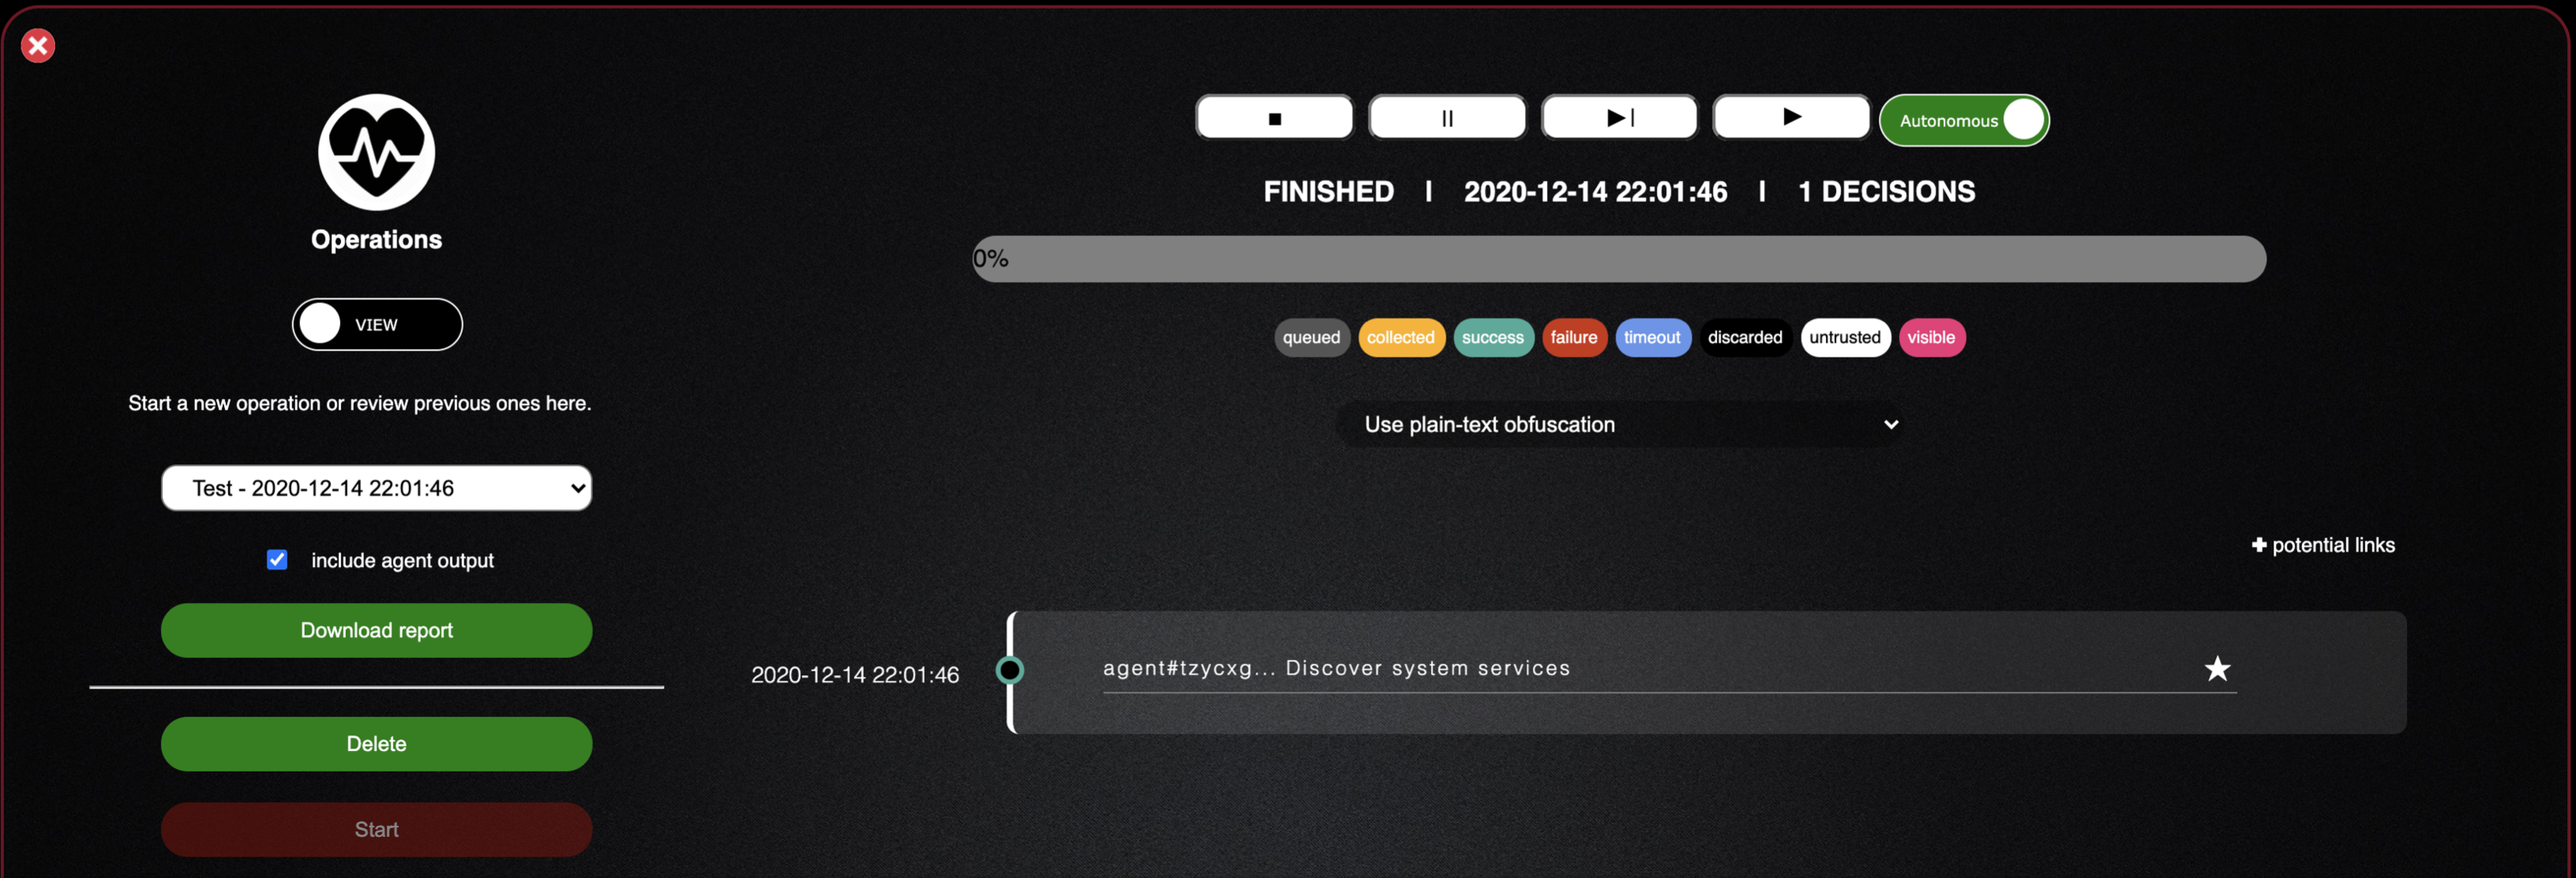 Operations
VIEW
Start a new operation or review previous ones here.
Test - 2020-12-14 22:01:46
include agent output
Download report
Delete
Start
Autonomous
FINISHED | 2020-12-14 22:01:46 | 1 DECISIONS
0%
queued collected success failure timeout discarded untrusted visible
Use plain-text obfuscation
+ potential links
2020-12-14 22:01:46
agent#tzycxg... Discover system services